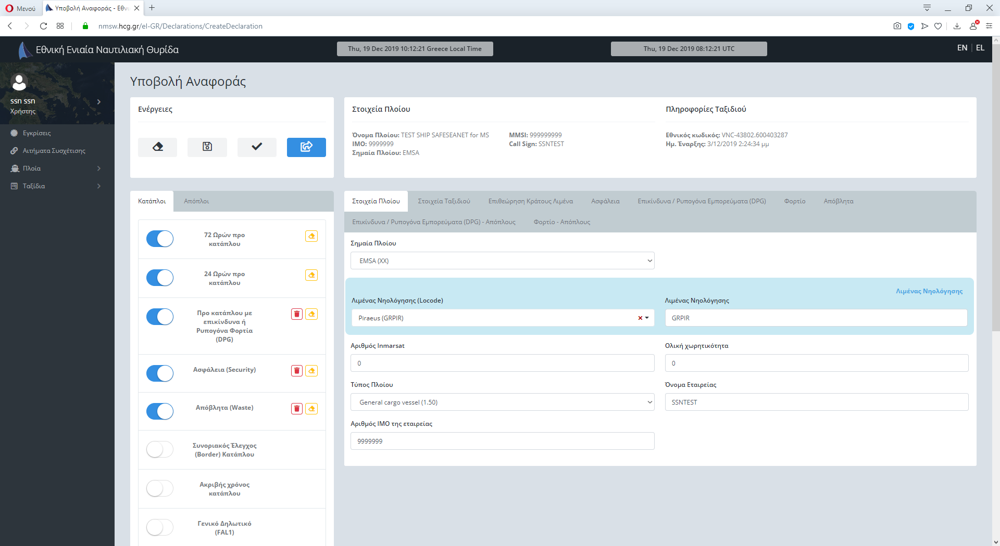 Μενού
Υποβολή Αναφοράς - Εθν
nmsw.hcg.gr/el-GR/Declarations/CreateDeclaration
Εθνική Ενιαία Ναυτιλιακή Θυρίδα
Thu, 19 Dec 2019 10:12:21 Greece Local Time
Thu, 19 Dec 2019 08:12:21 UTC
EN | EL
ssn ssn
Χρήστης
Εγκρίσεις
Αιτήματα Συσχέτισης
Πλοία
Ταξίδια
Υποβολή Αναφοράς
Ενέργειες
Στοιχεία Πλοίου
Όνομα Πλοίου: TEST SHIP SAFESEANET for MS
IMO: 9999999
Σημαία Πλοίου: EMSA
MMSI: 999999999
Call Sign: SSNTEST
Πληροφορίες Ταξιδιού
Εθνικός κωδικός: VNC-43802.600403287
Ημ. Έναρξης: 3/12/2019 2:24:34 μμ
Κατάπλοι
Απόπλοι
72 Ωρών προ
κατάπλου
24 Ωρών προ
κατάπλου
Προ κατάπλου με
επικίνδυνα ή
Ρυπογόνα Φορτία
(DPG)
Ασφάλεια (Security)
Απόβλητα (Waste)
Συνοριακός Έλεγχος
(Border) Κατάπλου
Ακριβής χρόνος
κατάπλου
Γενικό Δηλωτικό
(FAL1)
Στοιχεία Πλοίου
Στοιχεία Ταξιδιού
Επιθεώρηση Κράτους Λιμένα
Ασφάλεια
Επικίνδυνα / Ρυπογόνα Εμπορεύματα (DPG)
Φορτίο
Απόβλητα
Επικίνδυνα / Ρυπογόνα Εμπορεύματα (DPG) - Απόπλους
Φορτίο - Απόπλους
Σημαία Πλοίου
EMSA (XX)
Λιμένας Νηολόγησης
Λιμένας Νηολόγησης (Locode)
Λιμένας Νηολόγησης
Piraeus (GRPIR)
GRPIR
Αριθμός Inmarsat
Ολική χωρητικότητα
0
0
Τύπος Πλοίου
Όνομα Εταιρείας
General cargo vessel (1.50)
SSNTEST
Αριθμός IMO της εταιρείας
9999999